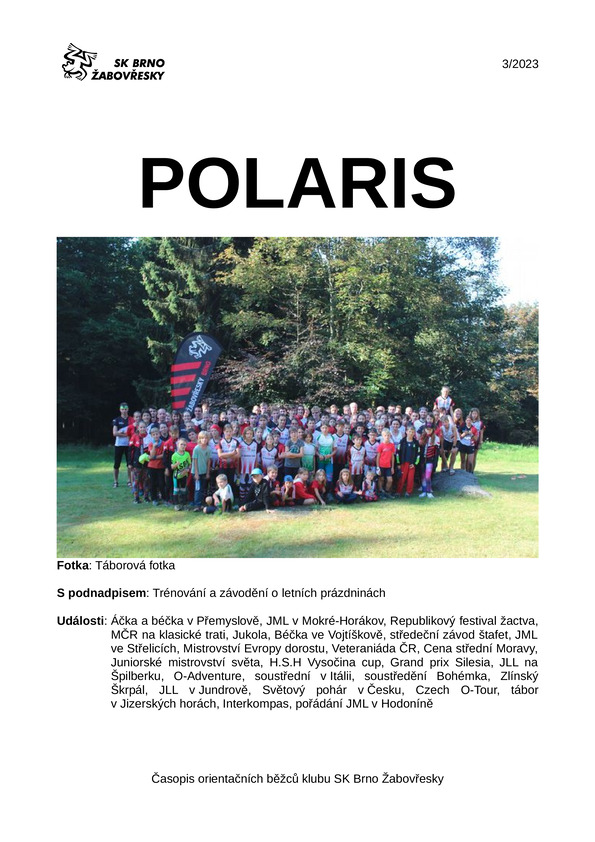 SK BRNO
ŽABOVŘESKY
3/2023
POLARIS
ŽABOVŘESKY BRNO
Fotka: Táborová fotka
S podnadpisem: Trénování a závodění o letních prázdninách
Události: Áčka a béčka v Přemyslově, JML v Mokré-Horákov, Republikový festival žactva,
MČR na klasické trati, Jukola, Béčka ve Vojtíškově, středeční závod štafet, JML
ve Střelicích, Mistrovství Evropy dorostu, Veteraniáda ČR, Cena střední Moravy,
Juniorské mistrovství světa, H.S.H Vysočina cup, Grand prix Silesia, JLL na
Špilberku, O-Adventure, soustřední v Itálii, soustředění Bohémka, Zlínský
Škrpál, JLL v Jundrově, Světový pohár v Česku, Czech O-Tour, tábor
v Jizerských horách, Interkompas, pořádání JML v Hodoníně
Časopis orientačních běžců klubu SK Brno Žabovřesky